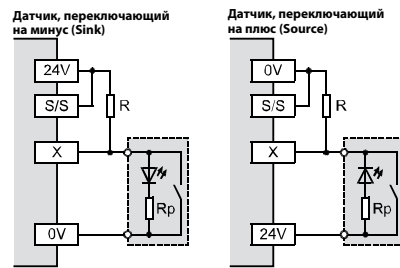 Датчик, переключающий
на минус (Sink)
24V
S/S
R
X
Rp
0V
Датчик, переключающий
на плюс (Source)
0V
S/S
R
X
Rp
24V